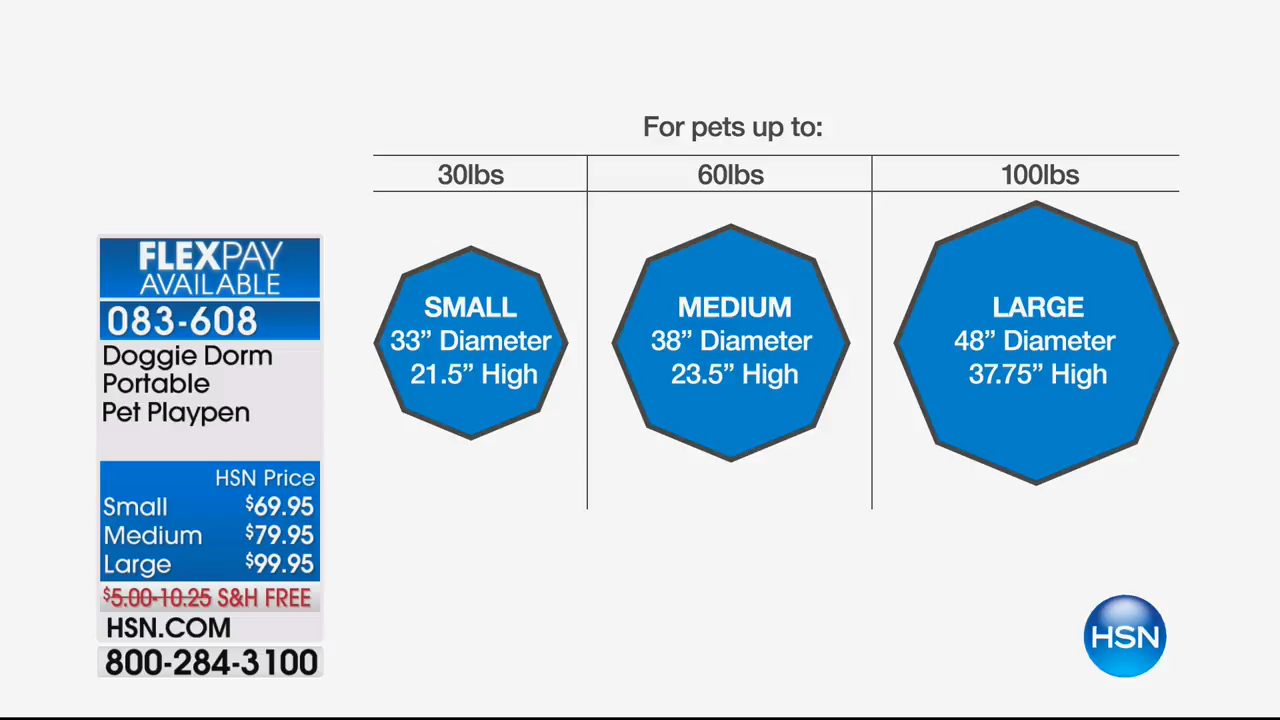 For pets up to:
30lbs
60lbs
100lbs
SMALL
33” Diameter
21.5” High
MEDIUM
38” Diameter
23.5” High
LARGE
48” Diameter
37.75” High
FLEXPAY
AVAILABLE
083-608
Doggie Dorm
Portable
Pet Playpen
HSN Price
Small $69.95
Medium $79.95
Large $99.95
$5.00-10.25 S&H FREE
HSN.COM
800-284-3100
HSN